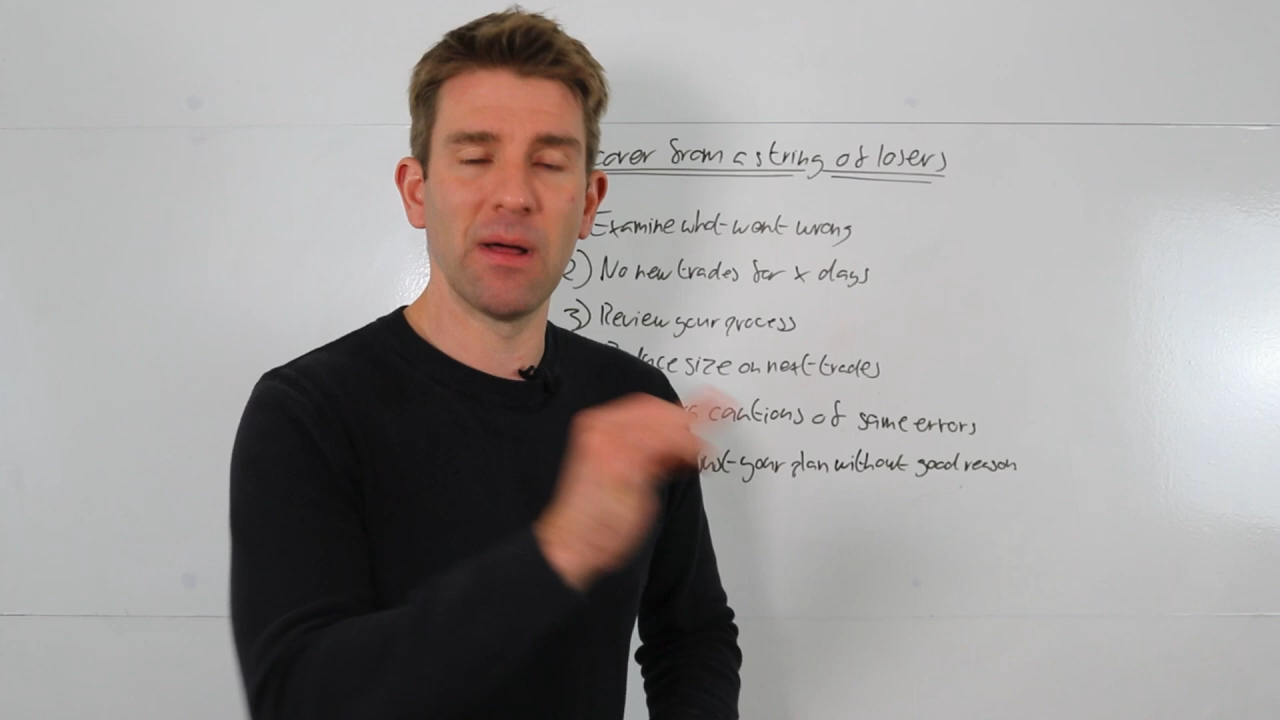 cover from a string of losers
Examine what went wrong
2) No new trades for x days
3) Review your process
size on next trades
cautions of same errors
your plan without good reason